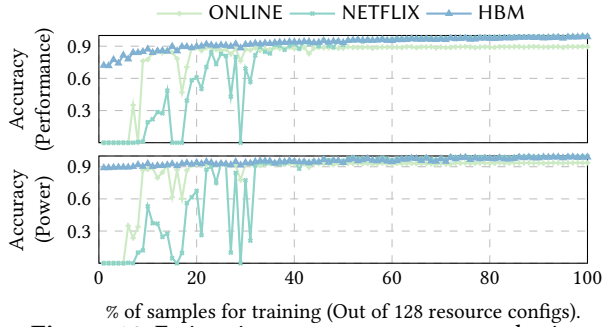 ONLINE NETFLIX HBM
Accuracy
(Performance)
0.9
0.6
0.3
Accuracy
(Power)
0.9
0.6
0.3
0 20 40 60 80 100
% of samples for training (Out of 128 resource configs).